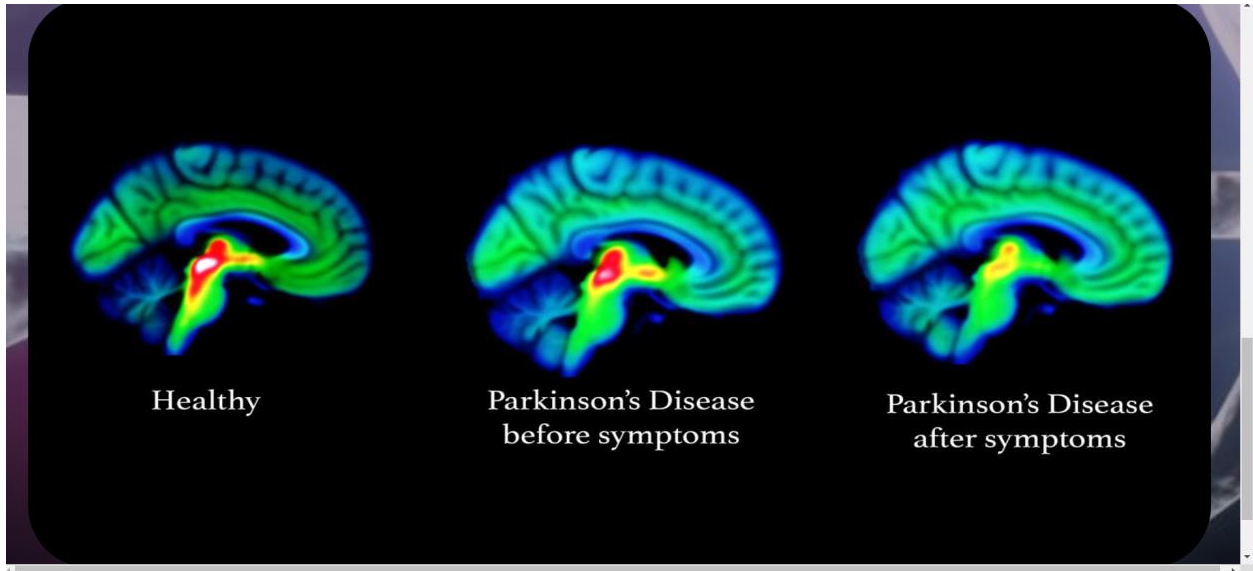 Healthy
Parkinson’s Disease
before symptoms
Parkinson’s Disease
after symptoms